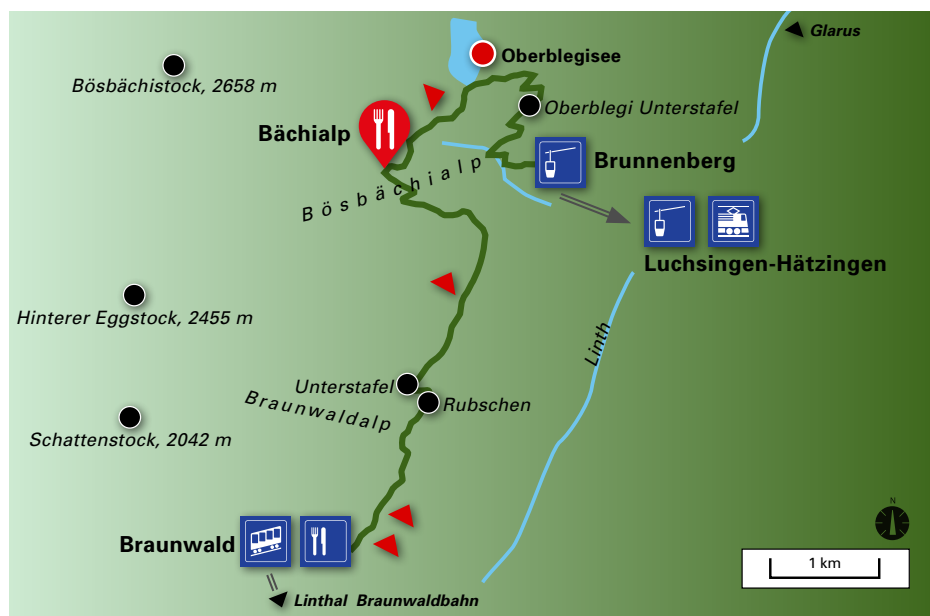 Glarus
Oberblegisee
Bösbächistock, 2658 m
Oberblegi Unterstafel
Bächialp
Brunnenberg
Bösbächialp
Luchsingen-Hätzingen
Hinterer Eggstock, 2455 m
Linth
Unterstafel
Rubschen
Braunwaldalp
Schattenstock, 2042 m
N
Braunwald
1 km
Linthal Braunwaldbahn